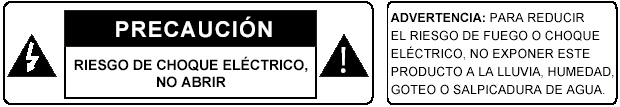 PRECAUCIÓN
RIESGO DE CHOQUE ELÉCTRICO,
NO ABRIR
ADVERTENCIA: PARA REDUCIR
EL RIESGO DE FUEGO O CHOQUE
ELÉCTRICO, NO EXPONER ESTE
PRODUCTO A LA LLUVIA, HUMEDAD,
GOTEO O SALPICADURA DE AGUA.